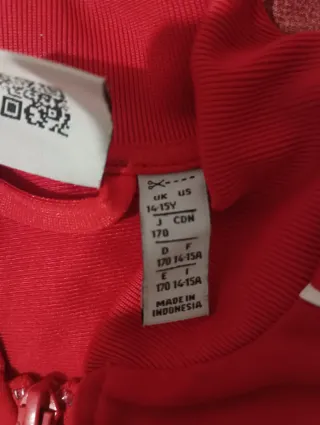 UK US
14-15Y
J CDN
170
D F
170 14-15A
E I
170 14-15A
MADE IN
INDONESIA